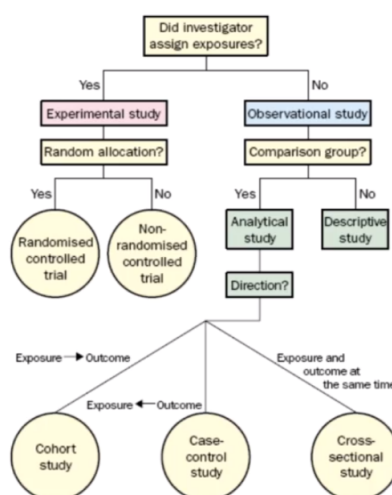 Did investigator
assign exposures?
Yes
No
Experimental study
Observational study
Random allocation?
Comparison group?
Yes
No
Yes
No
Randomised
controlled
trial
Non-
randomised
controlled
trial
Analytical
study
Descriptive
study
Direction?
Exposure → Outcome
Exposure and
outcome at
the same time
Exposure ← Outcome
Cohort
study
Case-
control
study
Cross-
sectional
study